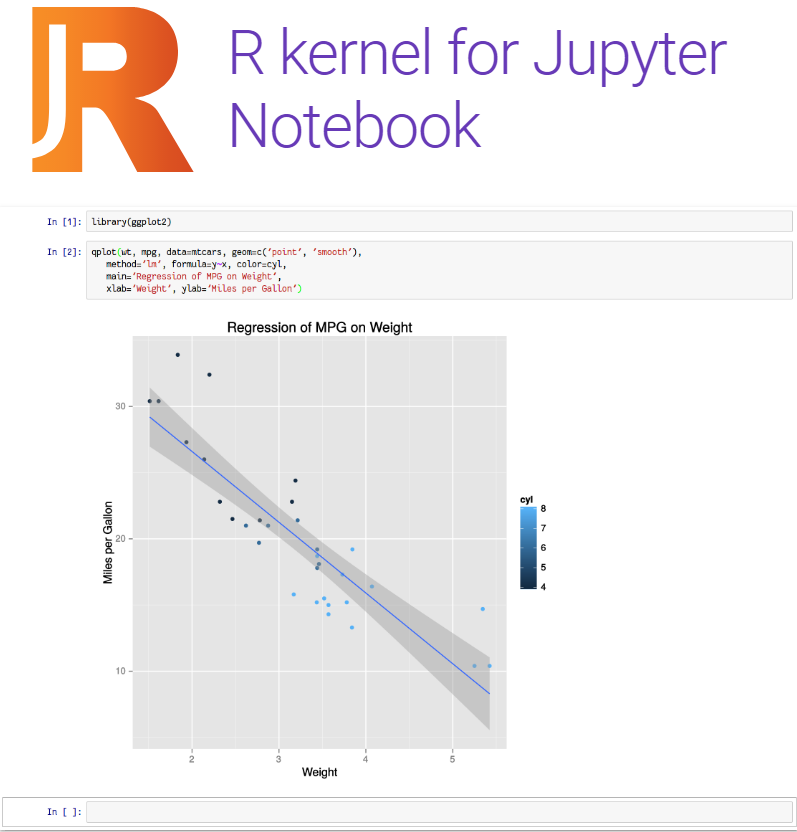 JR
R kernel for Jupyter
Notebook
In [1]: library(ggplot2)
In [2]: qplot(wt, mpg, data=mtcars, geom=c('point', 'smooth'),
method='lm', formula=y~x, color=cyl,
main='Regression of MPG on Weight',
xlab='Weight', ylab='Miles per Gallon')
Regression of MPG on Weight
30
20
10
Miles per Gallon
2 3 4 5
Weight
cyl
8
7
6
5
4
In [ ]: